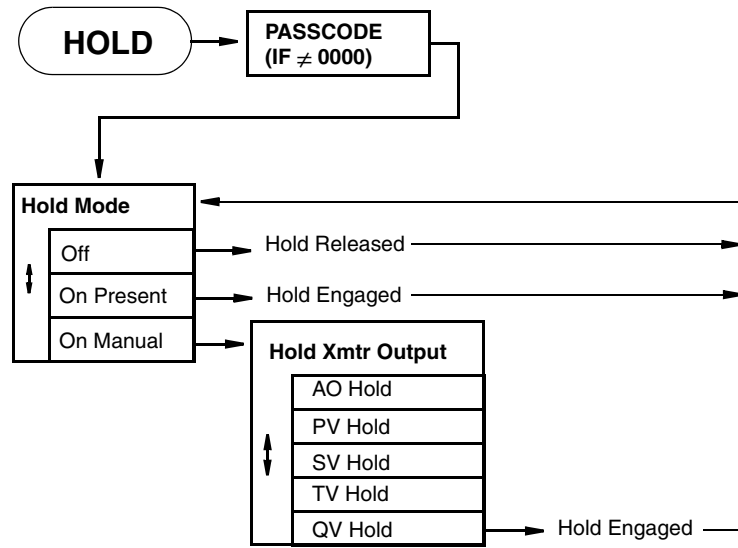 HOLD
PASSCODE
(IF ≠ 0000)
Hold Mode
Off
Hold Released
On Present
Hold Engaged
On Manual
Hold Xmtr Output
AO Hold
PV Hold
SV Hold
TV Hold
QV Hold
Hold Engaged